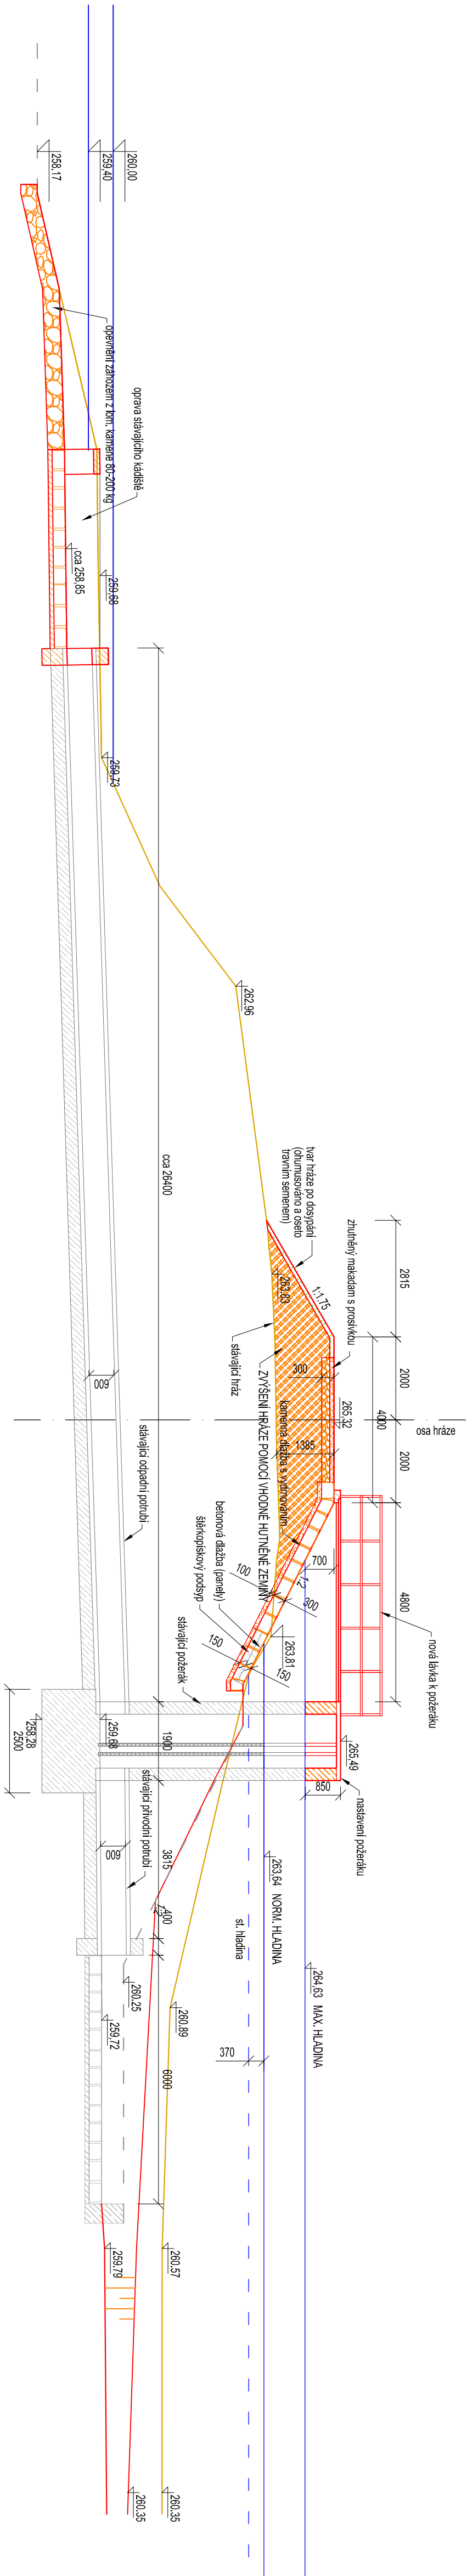 258,17
259,40
260,00
opevnění záhozem z lom. kamene 80-200 kg
oprava stávajícího kádiště
cca 258,85
259,68
259,73
cca 26400
262,96
tvar hráze po dosypání
(ohumusováno a oseto
travním semenem)
zhutněný makadam s prosívkou
1:1,75
2815
2000
4000
2000
4800
263,83
stávající hráz
ZVÝŠENÍ HRÁZE POMOCÍ VHODNÉ HUTNĚNÉ ZEMINY
300
265,32
osa hráze
1385
kamenná dlažba s vyklínováním
600
stávající odpadní potrubí
700
1:2
100
300
betonová dlažba (panely)
štěrkopískový podsyp
150
150
263,81
nová lávka k požeráku
stávající požerák
258,28
2500
259,68
1900
265,49
850
nastavení požeráku
600
stávající přívodní potrubí
3815
400
263,64 NORM. HLADINA
st. hladina
264,63 MAX. HLADINA
370
260,25
259,72
260,89
6000
260,57
259,79
260,35
260,35